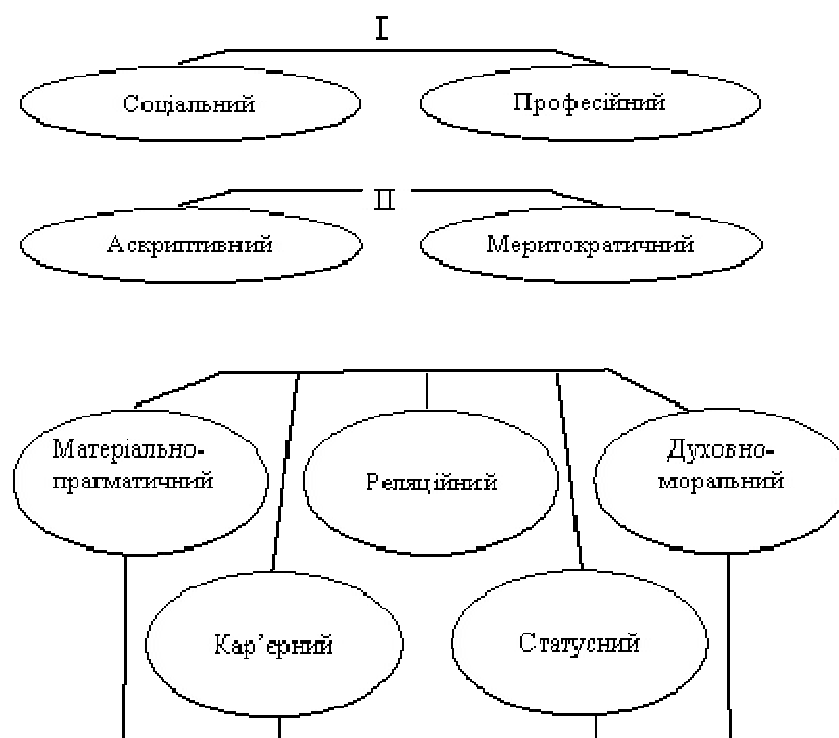 I
Соціальний
Професійний
II
Аскриптивний
Меритократичний
Матеріально-
прагматичний
Реляційний
Духовно-
моральний
Кар’єрний
Статусний